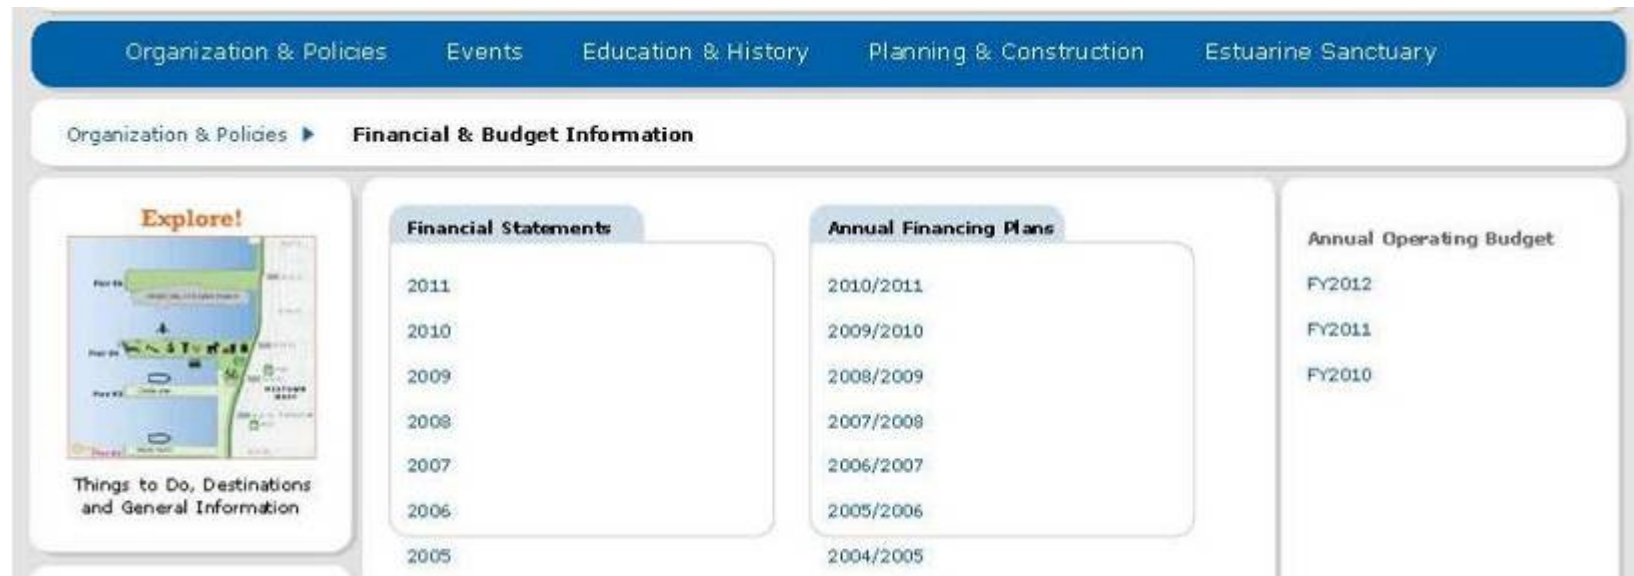 Organization & Policies Events Education & History Planning & Construction Estuarine Sanctuary
Organization & Policies Financial & Budget Information
Explore!
Things to Do, Destinations
and General Information
Financial Statements
2011
2010
2009
2008
2007
2006
2005
Annual Financing Plans
2010/2011
2009/2010
2008/2009
2007/2008
2006/2007
2005/2006
2004/2005
Annual Operating Budget
FY2012
FY2011
FY2010